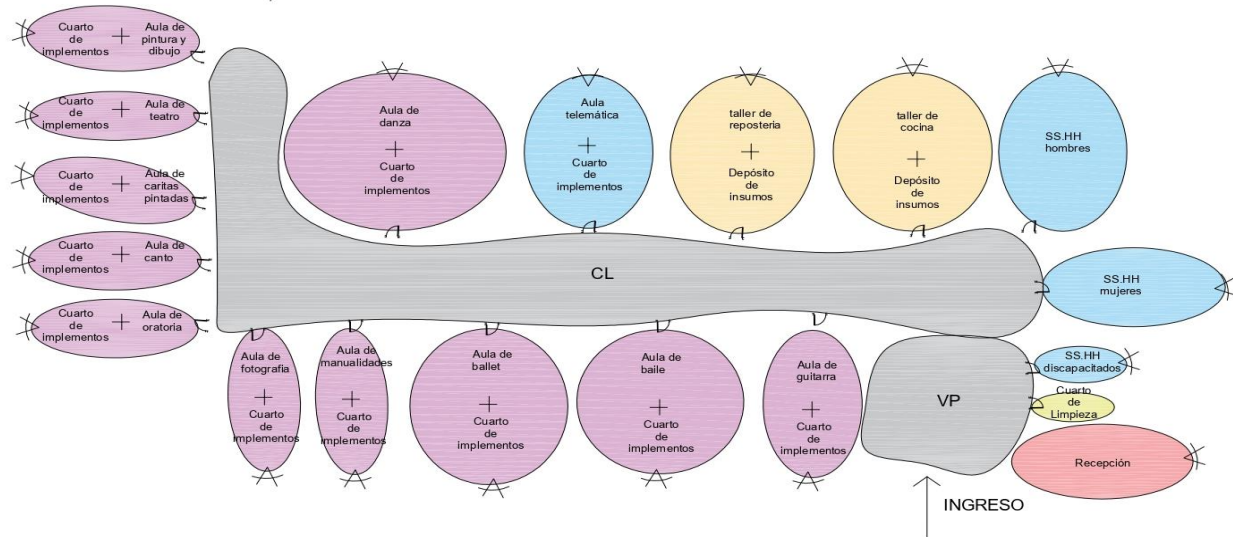 Cuarto
de
implementos
Aula de
pintura y
dibujo
Cuarto
de
implementos
Aula de
teatro
Cuarto
de
implementos
Aula de
caritas
pintadas
Cuarto
de
implementos
Aula de
canto
Cuarto
de
implementos
Aula de
oratoria
Aula de
danza
Cuarto
de
implementos
Aula
telemática
Cuarto
de
implementos
taller de
reposteria
Depósito
de
insumos
taller de
cocina
Depósito
de
insumos
SS.HH
hombres
CL
SS.HH
mujeres
Aula de
fotografia
Cuarto
de
implementos
Aula de
manualidades
Cuarto
de
implementos
Aula de
ballet
Cuarto
de
implementos
Aula de
baile
Cuarto
de
implementos
Aula de
guitarra
Cuarto
de
implementos
VP
SS.HH
discapacitados
Cuarto
de
Limpieza
Recepción
INGRESO